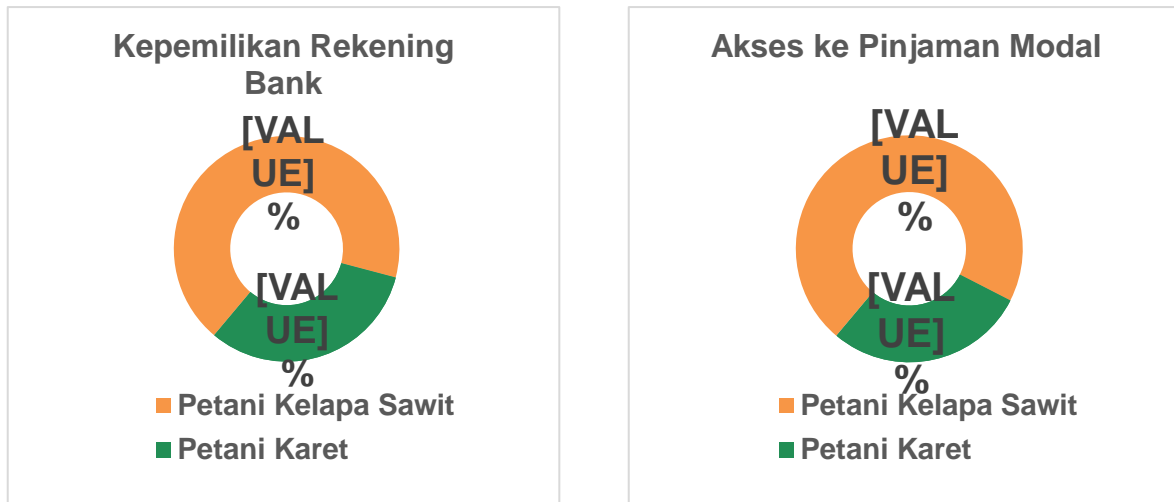 Kepemilikan Rekening
Bank
[VAL
UE]
%
[VAL
UE]
%
Petani Kelapa Sawit
Petani Karet
Akses ke Pinjaman Modal
[VAL
UE]
%
[VAL
UE]
%
Petani Kelapa Sawit
Petani Karet